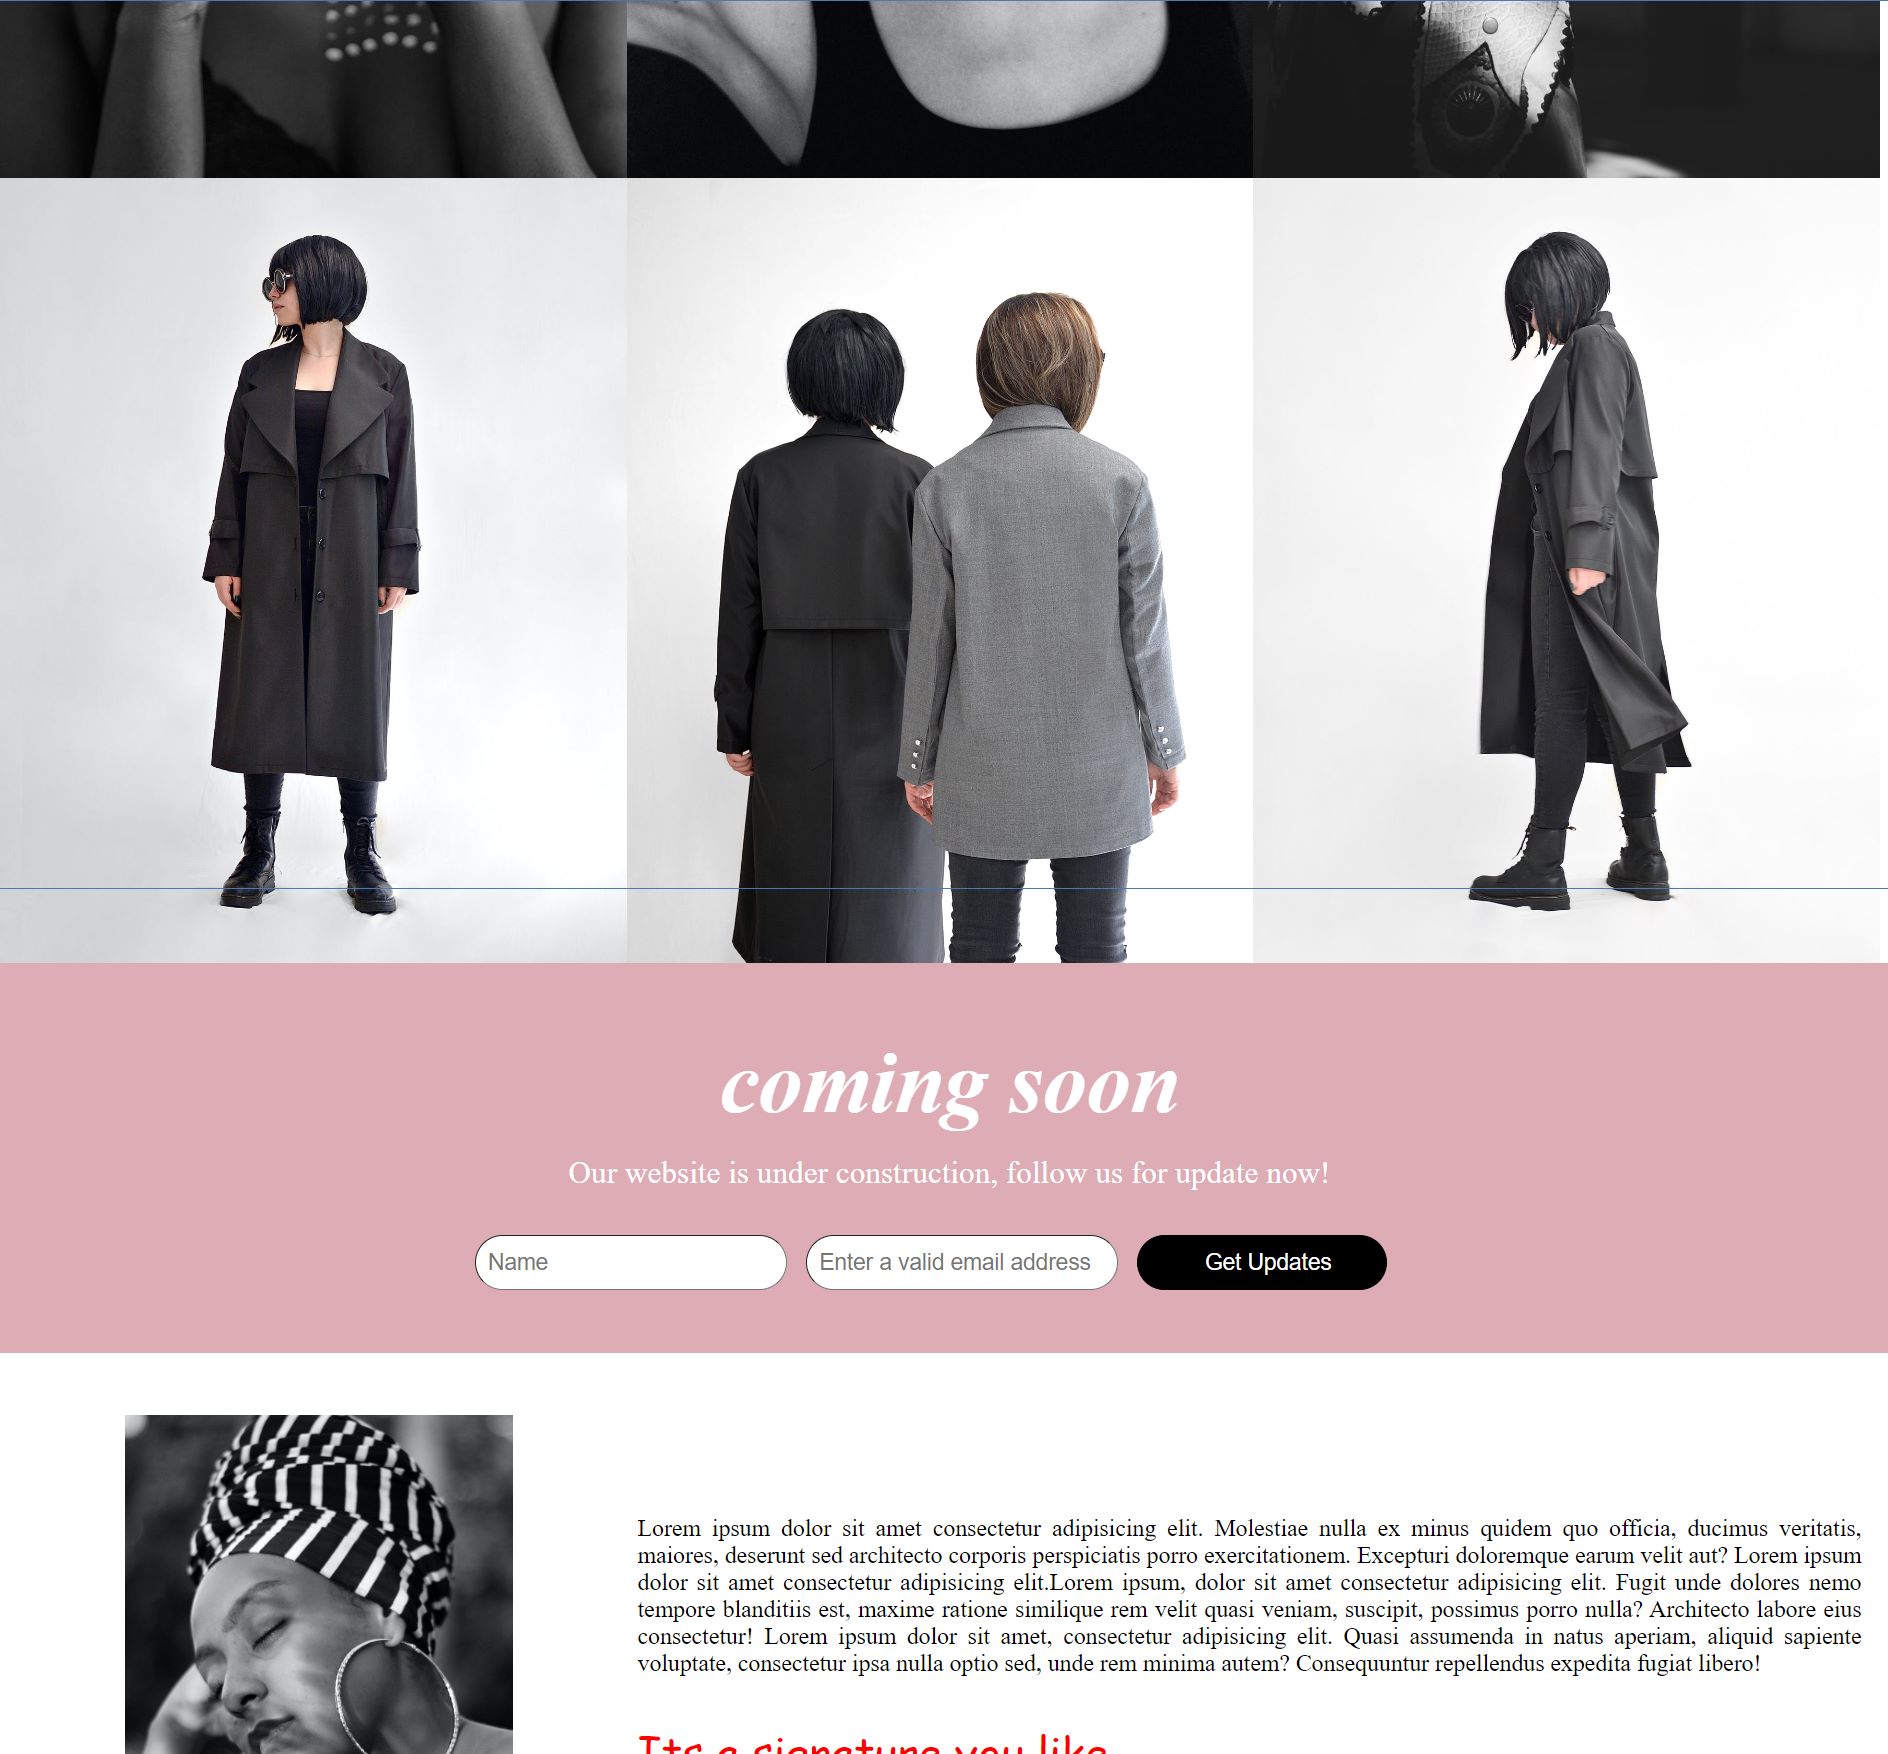 coming soon
Our website is under construction, follow us for update now!
Name
Enter a valid email address
Get Updates
Lorem ipsum dolor sit amet consectetur adipisicing elit. Molestiae nulla ex minus quidem quo officia, ducimus veritatis,
maiores, deserunt sed architecto corporis perspiciatis porro exercitationem. Excepturi doloremque earum velit aut? Lorem ipsum
dolor sit amet consectetur adipisicing elit.Lorem ipsum, dolor sit amet consectetur adipisicing elit. Fugit unde dolores nemo
tempore blanditiis est, maxime ratione similique rem velit quasi veniam, suscipit, possimus porro nulla? Architecto labore eius
consectetur! Lorem ipsum dolor sit amet, consectetur adipisicing elit. Quasi assumenda in natus aperiam, aliquid sapiente
voluptate, consectetur ipsa nulla optio sed, unde rem minima autem? Consequuntur repellendus expedita fugiat libero!
Its a signature you like